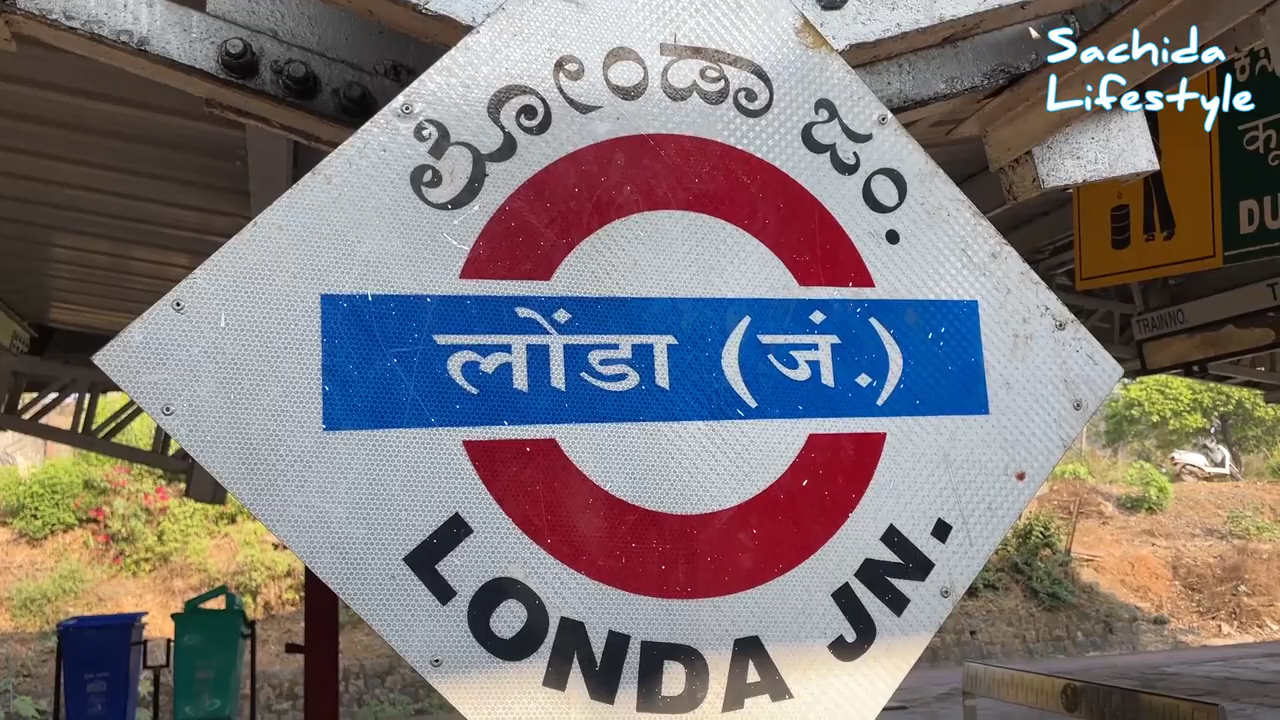 Sachida
Lifestyle
ಲೋಂಡಾ ಜಂ.
लोंडा (जं.)
LONDA JN.
TRAINNO.
DU